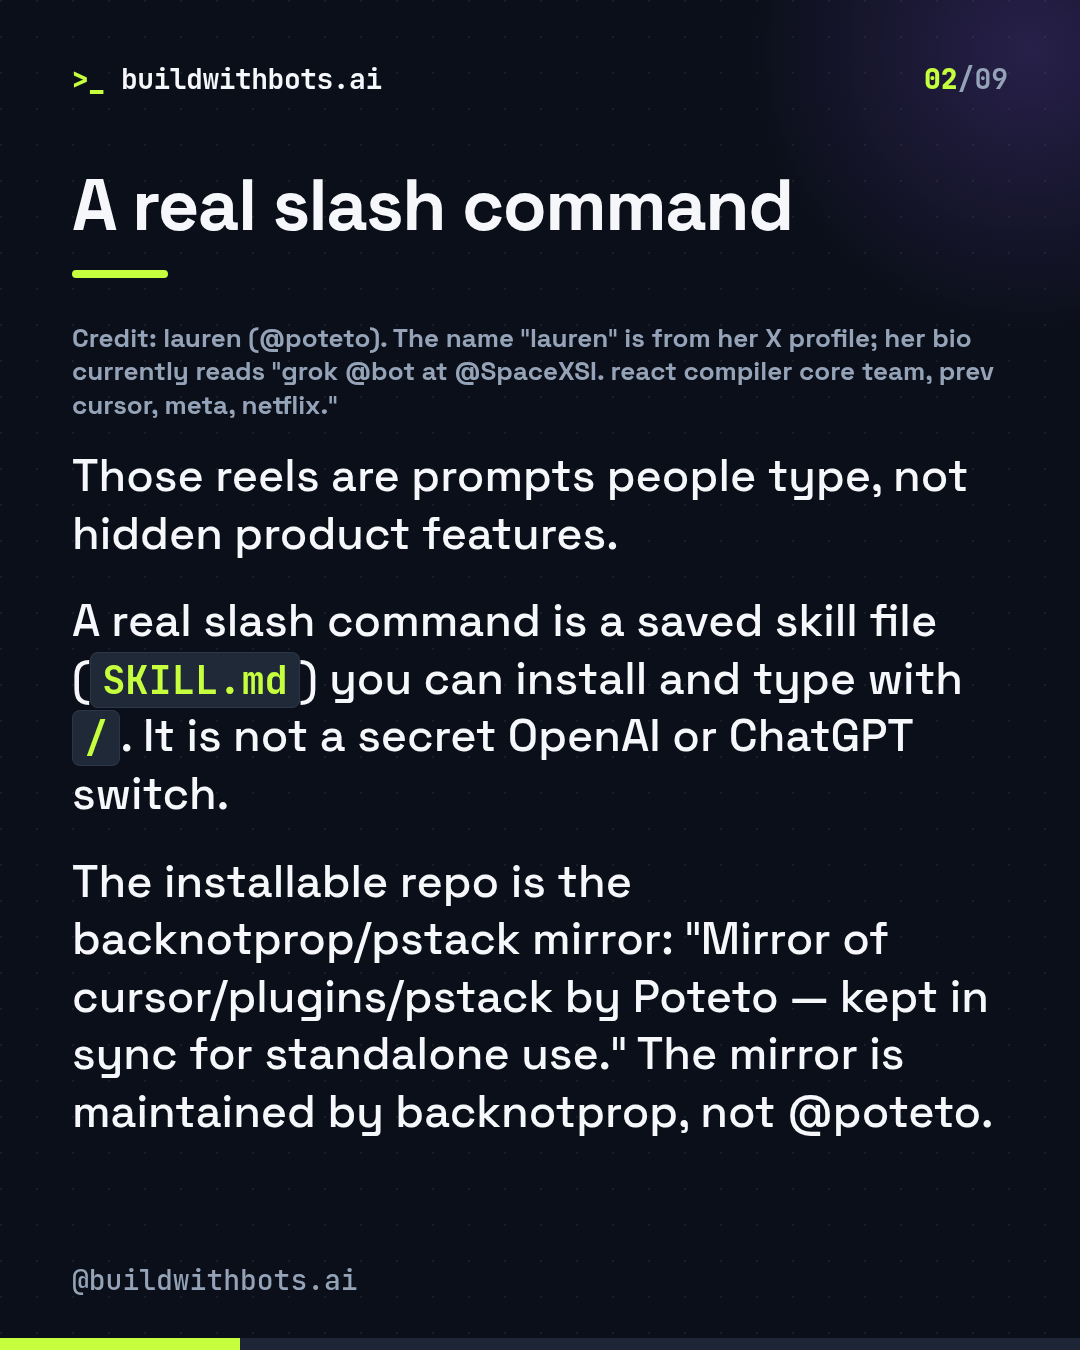 >_ buildwithbots.ai
02/09
A real slash command
Credit: lauren (@poteto). The name "lauren" is from her X profile; her bio
currently reads "grok @bot at @SpaceXSI. react compiler core team, prev
cursor, meta, netflix."
Those reels are prompts people type, not
hidden product features.
A real slash command is a saved skill file
(SKILL.md) you can install and type with
/. It is not a secret OpenAI or ChatGPT
switch.
The installable repo is the
backnotprop/pstack mirror: "Mirror of
cursor/plugins/pstack by Poteto — kept in
sync for standalone use." The mirror is
maintained by backnotprop, not @poteto.
@buildwithbots.ai